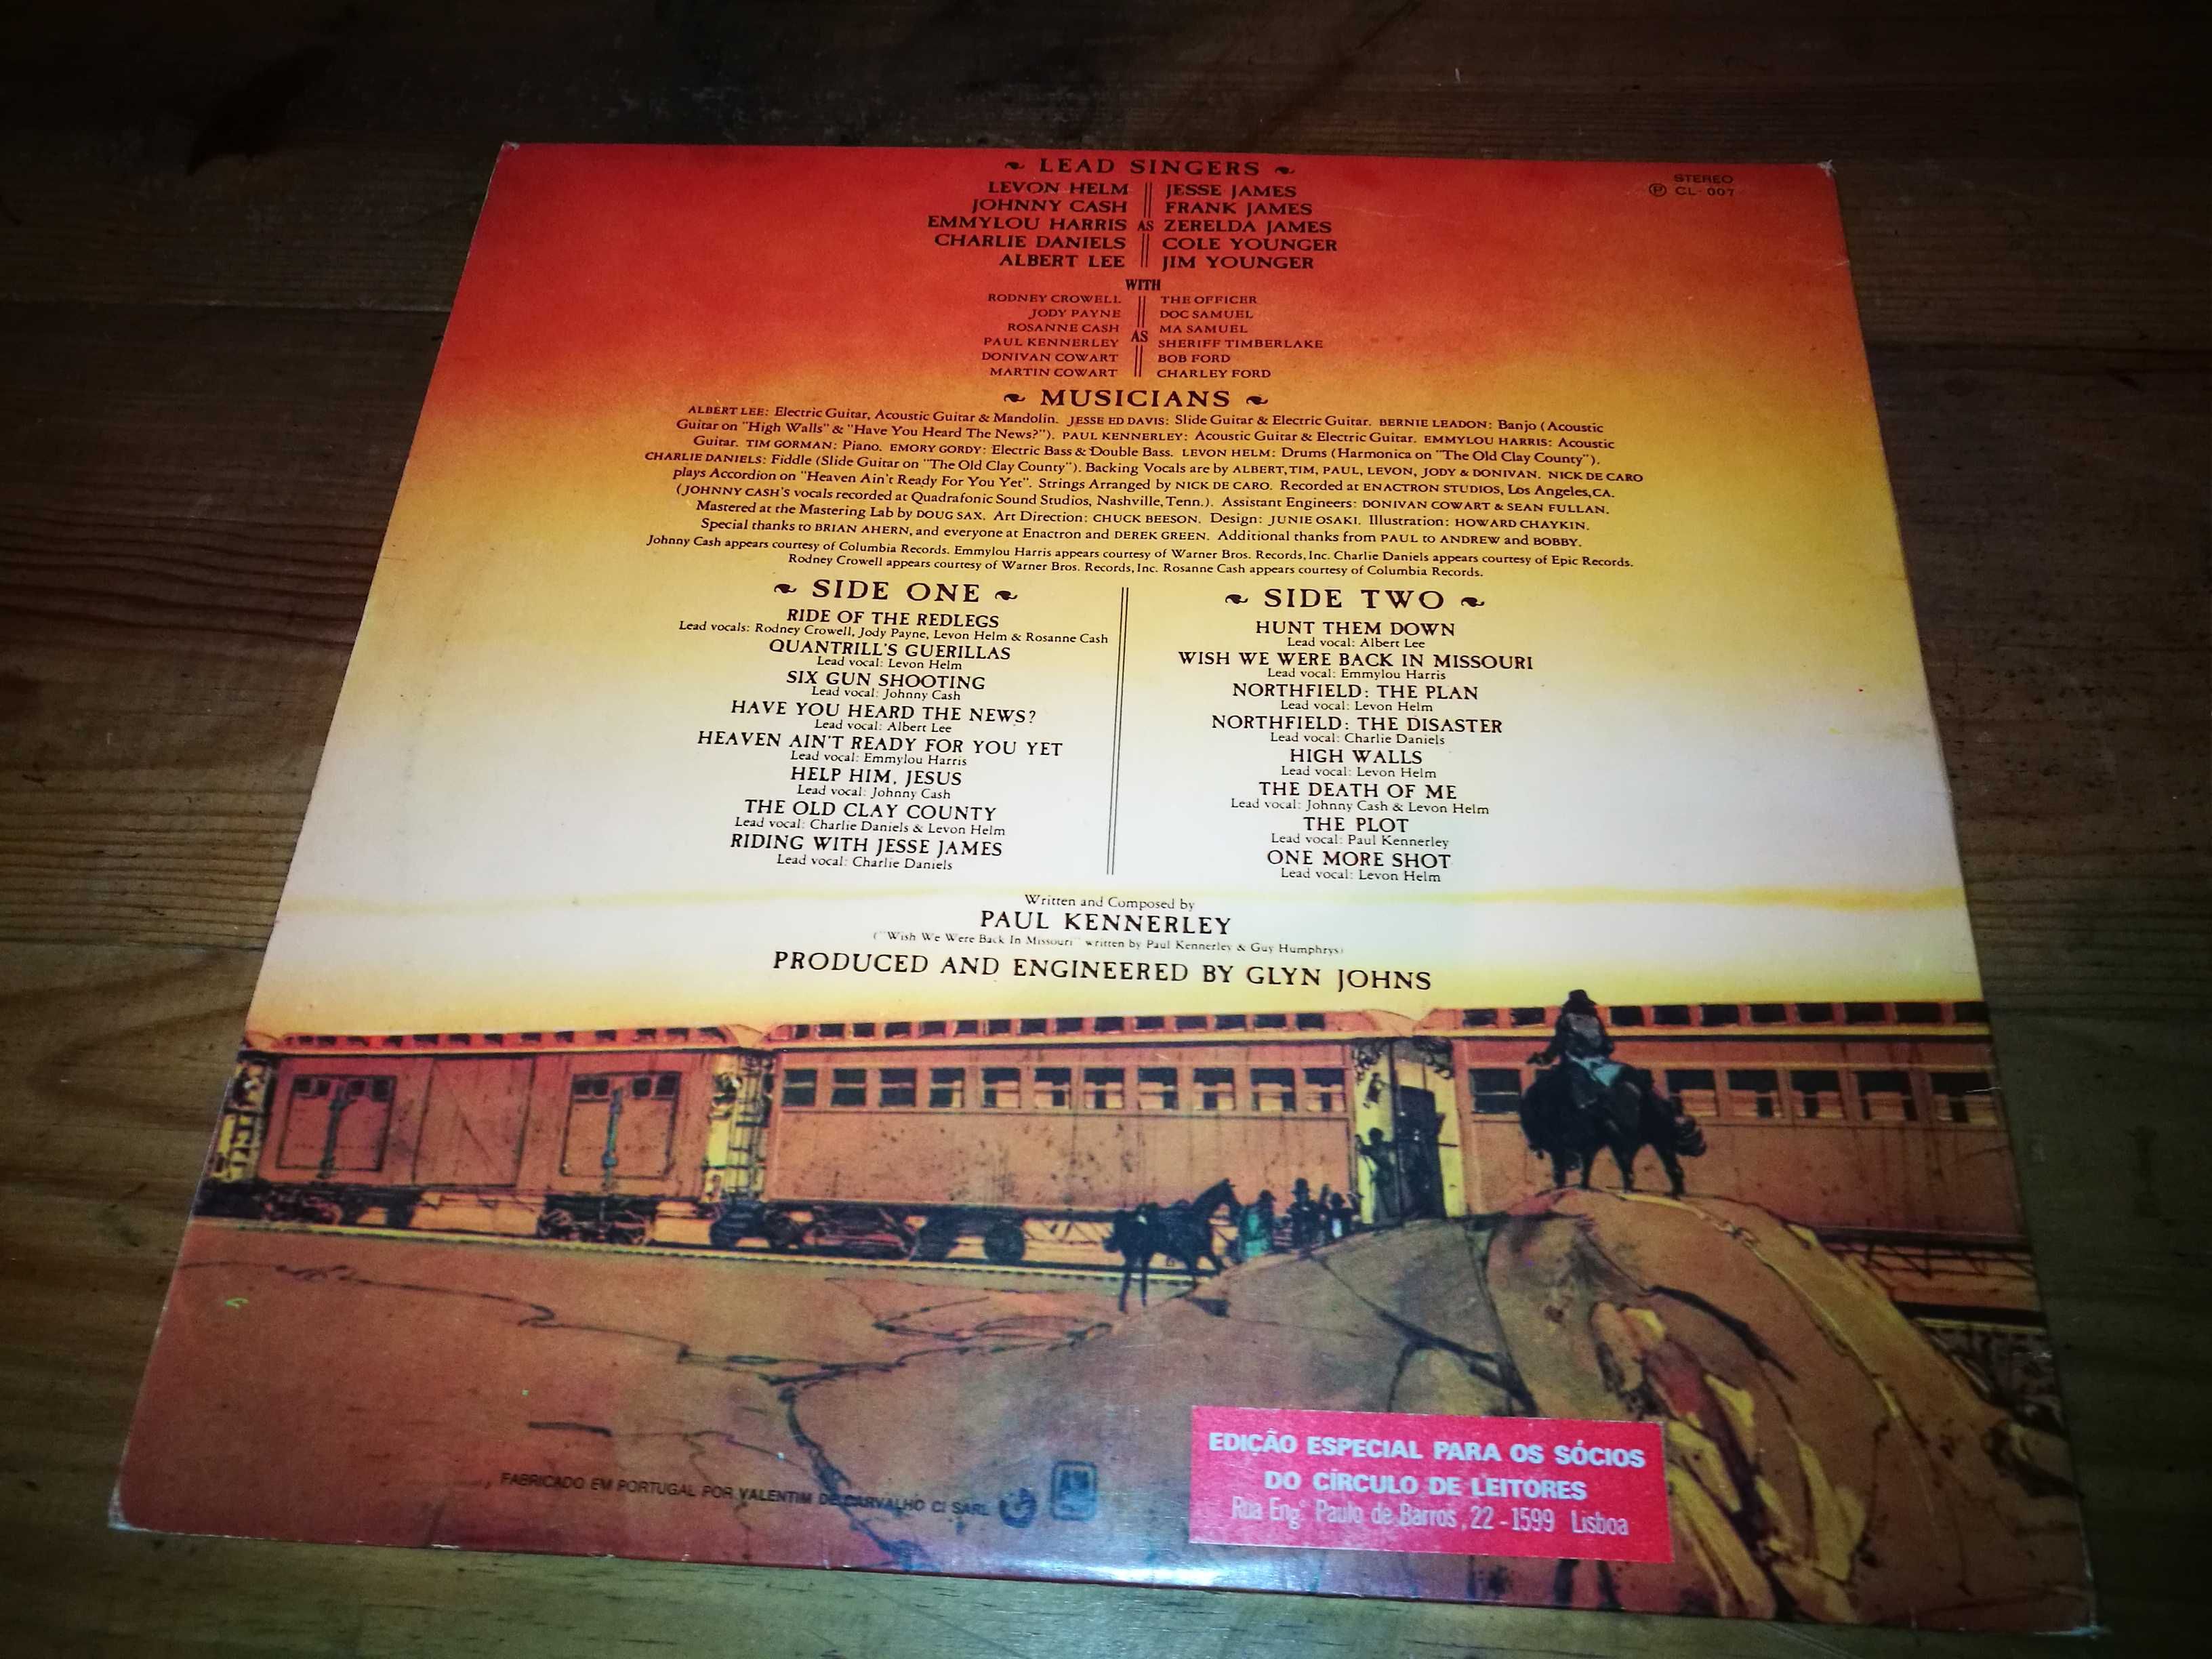 LEAD SINGERS
STEREO
Ⓟ CL-007
LEVON HELM JESSE JAMES
JOHNNY CASH FRANK JAMES
EMMYLOU HARRIS AS ZERELDA JAMES
CHARLIE DANIELS COLE YOUNGER
ALBERT LEE JIM YOUNGER
WITH
RODNEY CROWELL THE OFFICER
JODY PAYNE DOC SAMUEL
ROSANNE CASH MA SAMUEL
PAUL KENNERLEY AS SHERIFF TIMBERLAKE
DONIVAN COWART BOB FORD
MARTIN COWART CHARLEY FORD
MUSICIANS
ALBERT LEE: Electric Guitar, Acoustic Guitar & Mandolin. JESSE ED DAVIS: Slide Guitar & Electric Guitar. BERNIE LEADON: Banjo (Acoustic
Guitar on "High Walls" & "Have You Heard The News?"). PAUL KENNERLEY: Acoustic Guitar & Electric Guitar. EMMYLOU HARRIS: Acoustic
Guitar. TIM GORMAN: Piano. EMORY GORDY: Electric Bass & Double Bass. LEVON HELM: Drums (Harmonica on "The Old Clay County").
CHARLIE DANIELS: Fiddle (Slide Guitar on "The Old Clay County"). Backing Vocals are by ALBERT, TIM, PAUL, LEVON, JODY & DONIVAN. NICK DE CARO
plays Accordion on "Heaven Ain't Ready For You Yet". Strings Arranged by NICK DE CARO. Recorded at ENACTRON STUDIOS, Los Angeles, CA.
(JOHNNY CASH'S vocals recorded at Quadrafonic Sound Studios, Nashville, Tenn.). Assistant Engineers: DONIVAN COWART & SEAN FULLAN.
Mastered at the Mastering Lab by DOUG SAX. Art Direction: CHUCK BEESON. Design: JUNIE OSAKI. Illustration: HOWARD CHAYKIN.
Special thanks to BRIAN AHERN, and everyone at Enactron and DEREK GREEN. Additional thanks from PAUL to ANDREW and BOBBY.
Johnny Cash appears courtesy of Columbia Records. Emmylou Harris appears courtesy of Warner Bros. Records, Inc. Charlie Daniels appears courtesy of Epic Records.
Rodney Crowell appears courtesy of Warner Bros. Records, Inc. Rosanne Cash appears courtesy of Columbia Records.
SIDE ONE
RIDE OF THE REDLEGS
Lead vocals: Rodney Crowell, Jody Payne, Levon Helm & Rosanne Cash
QUANTRILL'S GUERILLAS
Lead vocal: Levon Helm
SIX GUN SHOOTING
Lead vocal: Johnny Cash
HAVE YOU HEARD THE NEWS?
Lead vocal: Albert Lee
HEAVEN AIN'T READY FOR YOU YET
Lead vocal: Emmylou Harris
HELP HIM, JESUS
Lead vocal: Johnny Cash
THE OLD CLAY COUNTY
Lead vocal: Charlie Daniels & Levon Helm
RIDING WITH JESSE JAMES
Lead vocal: Charlie Daniels
SIDE TWO
HUNT THEM DOWN
Lead vocal: Albert Lee
WISH WE WERE BACK IN MISSOURI
Lead vocal: Emmylou Harris
NORTHFIELD: THE PLAN
Lead vocal: Levon Helm
NORTHFIELD: THE DISASTER
Lead vocal: Charlie Daniels
HIGH WALLS
Lead vocal: Levon Helm
THE DEATH OF ME
Lead vocal: Johnny Cash & Levon Helm
THE PLOT
Lead vocal: Paul Kennerley
ONE MORE SHOT
Lead vocal: Levon Helm
Written and Composed by
PAUL KENNERLEY
("Wish We Were Back In Missouri" written by Paul Kennerley & Guy Humphrys)
PRODUCED AND ENGINEERED BY GLYN JOHNS
FABRICADO EM PORTUGAL POR VALENTIM DE CARVALHO CI SARL
A&M
EDIÇÃO ESPECIAL PARA OS SÓCIOS
DO CÍRCULO DE LEITORES
Rua Engº Paulo de Barros, 22 - 1599 Lisboa